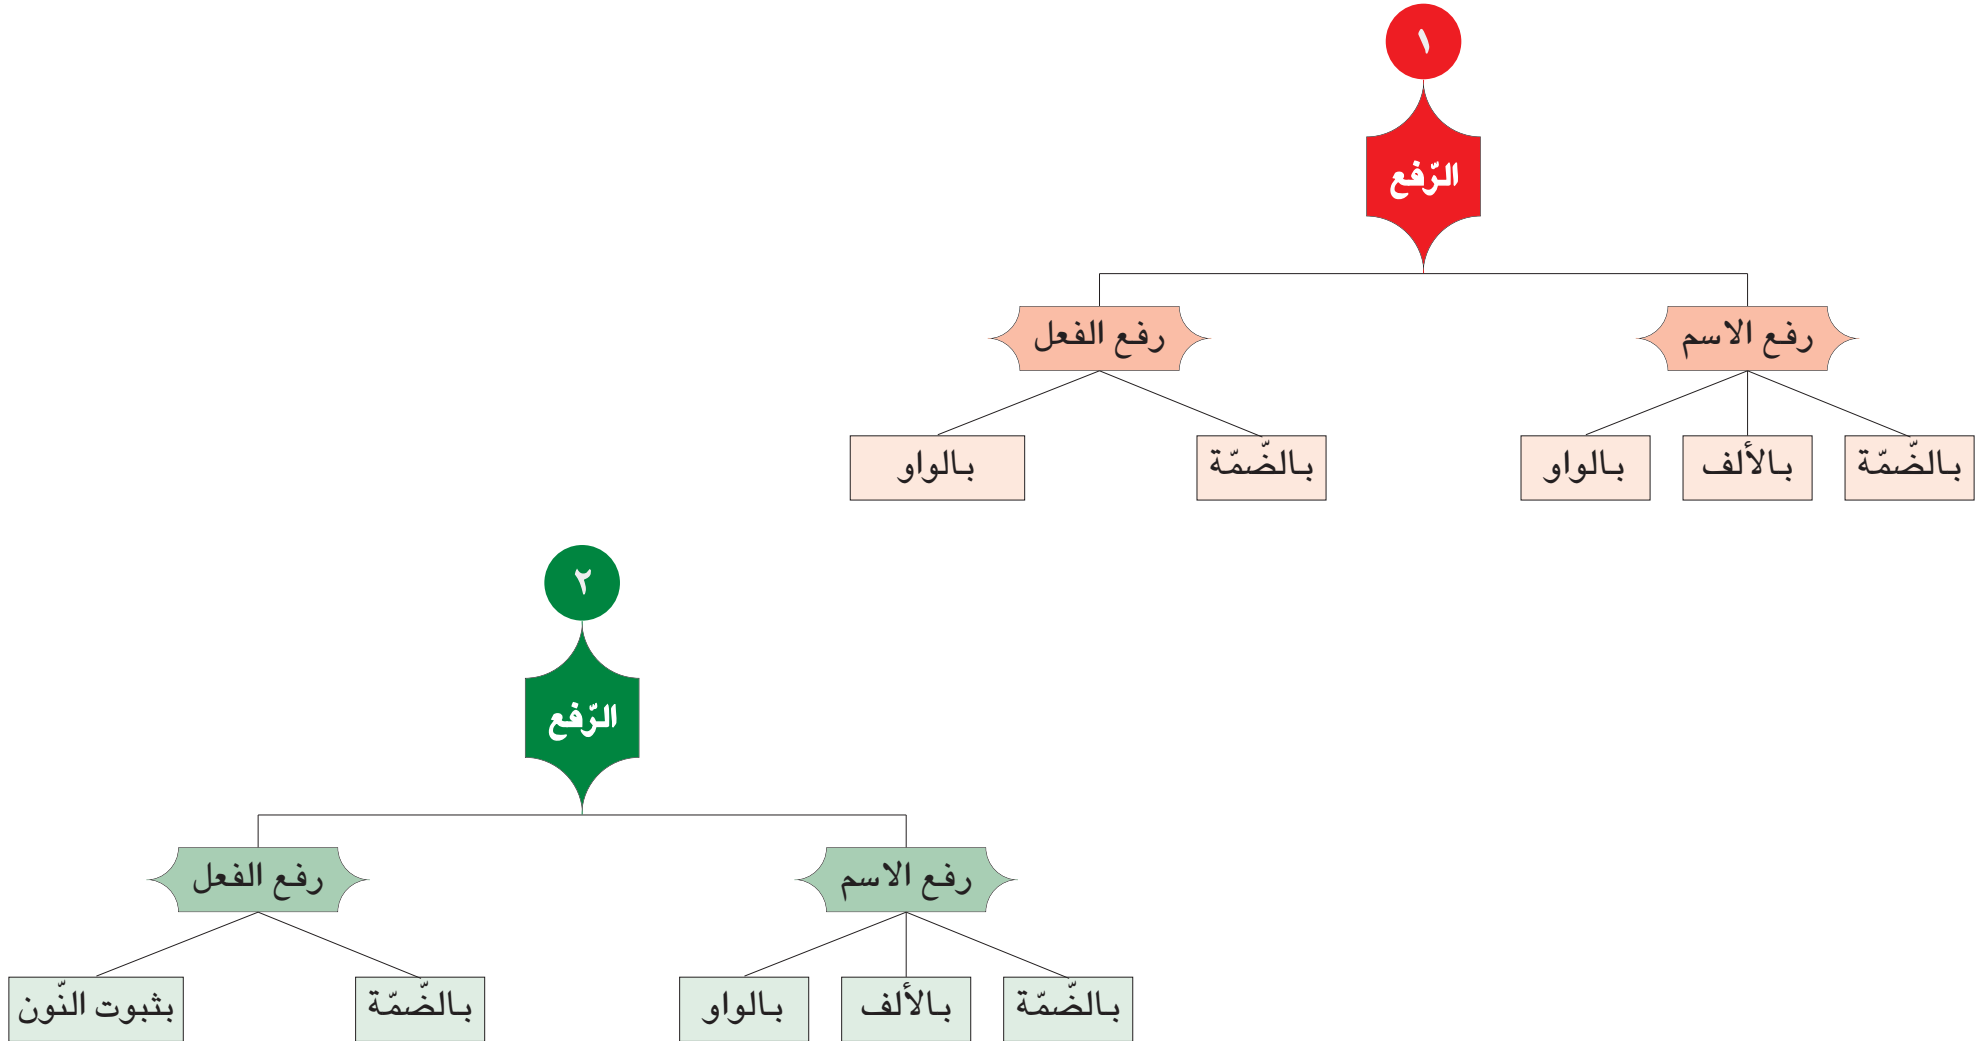 ١
الرّفع
رفع الاسم
رفع الفعل
بالضّمّة
بالألف
بالواو
بالضّمّة
بالواو
٢
الرّفع
رفع الاسم
رفع الفعل
بالضّمّة
بالألف
بالواو
بالضّمّة
بثبوت النّون